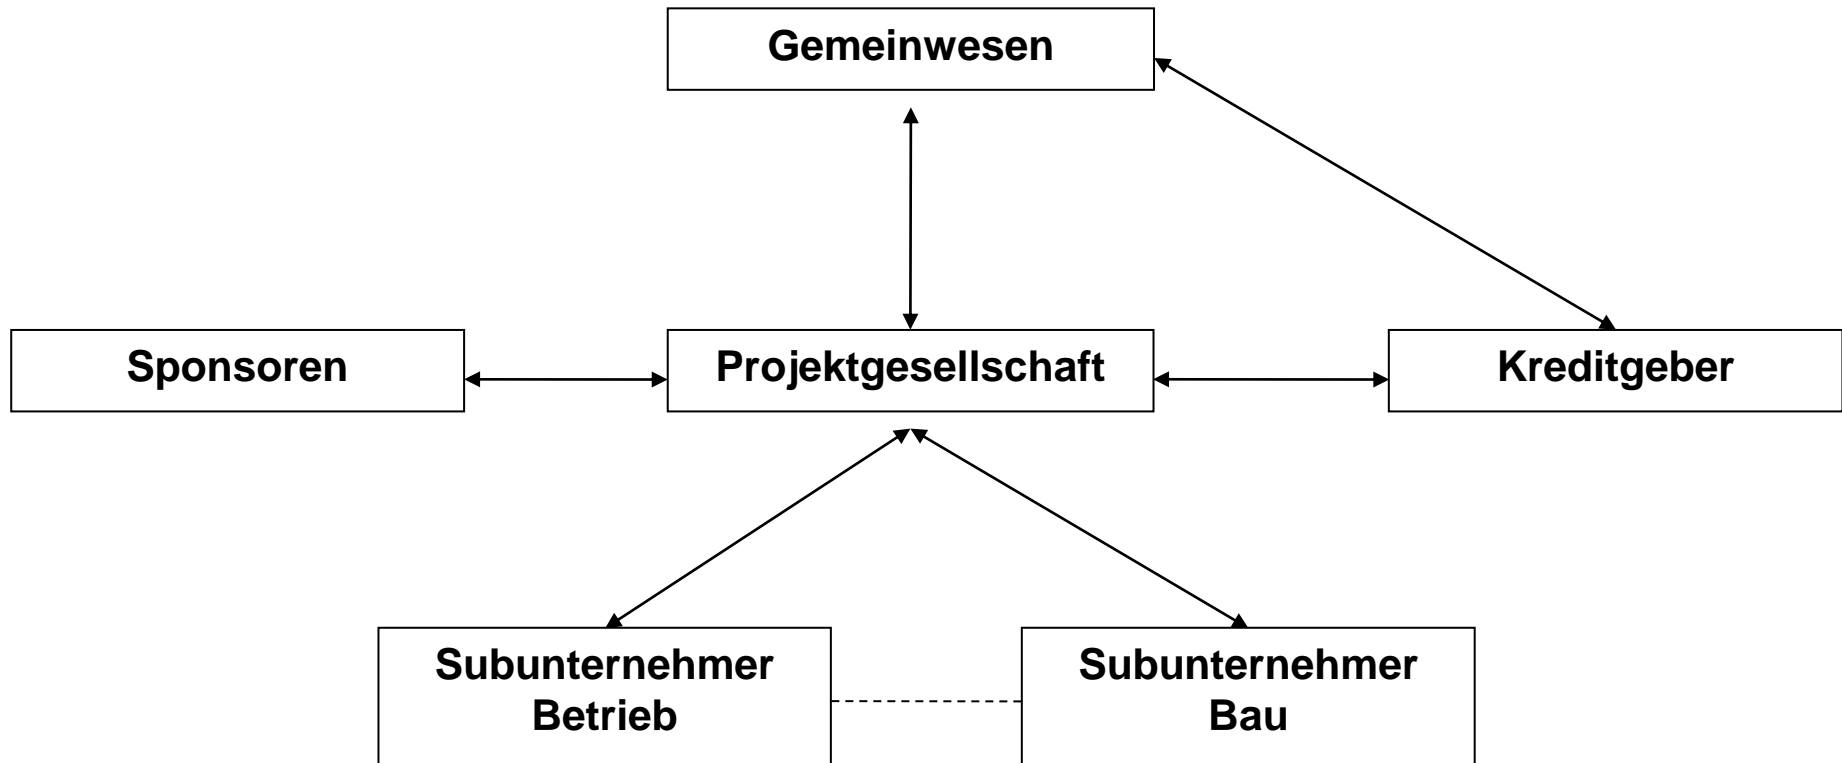 Gemeinwesen
Sponsoren
Projektgesellschaft
Kreditgeber
Subunternehmer
Betrieb
Subunternehmer
Bau